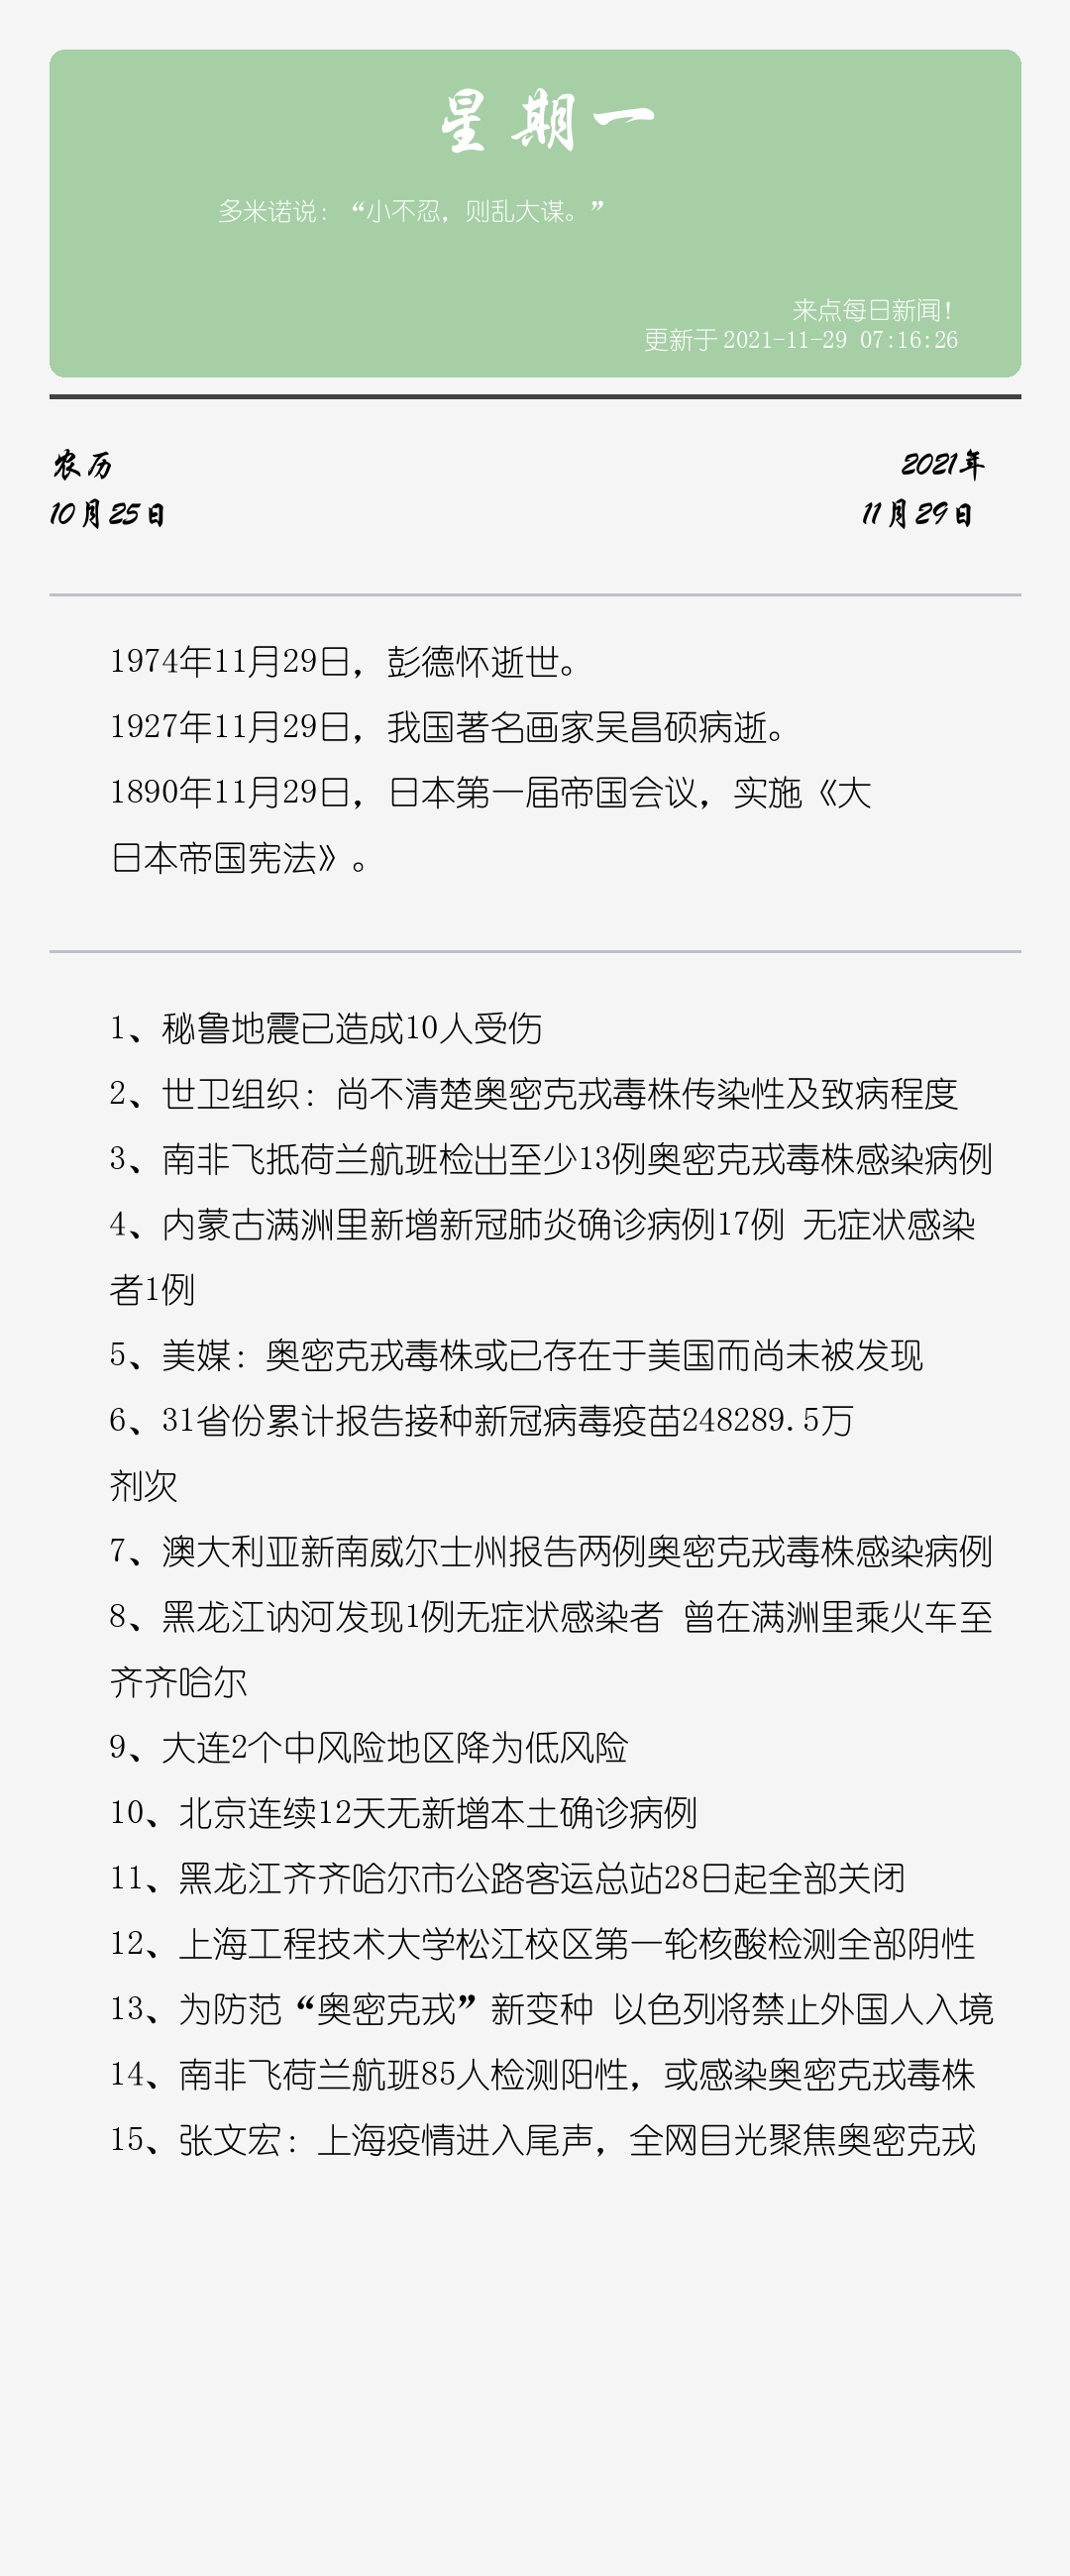 星期一
多米诺说：“小不忍，则乱大谋。”
来点每日新闻！
更新于 2021-11-29 07:16:26
农历
10月25日
2021年
11月29日
1974年11月29日，彭德怀逝世。
1927年11月29日，我国著名画家吴昌硕病逝。
1890年11月29日，日本第一届帝国会议，实施《大
日本帝国宪法》。
1、秘鲁地震已造成10人受伤
2、世卫组织：尚不清楚奥密克戎毒株传染性及致病程度
3、南非飞抵荷兰航班检出至少13例奥密克戎毒株感染病例
4、内蒙古满洲里新增新冠肺炎确诊病例17例 无症状感染
者1例
5、美媒：奥密克戎毒株或已存在于美国而尚未被发现
6、31省份累计报告接种新冠病毒疫苗248289.5万
剂次
7、澳大利亚新南威尔士州报告两例奥密克戎毒株感染病例
8、黑龙江讷河发现1例无症状感染者 曾在满洲里乘火车至
齐齐哈尔
9、大连2个中风险地区降为低风险
10、北京连续12天无新增本土确诊病例
11、黑龙江齐齐哈尔市公路客运总站28日起全部关闭
12、上海工程技术大学松江校区第一轮核酸检测全部阴性
13、为防范“奥密克戎”新变种 以色列将禁止外国人入境
14、南非飞荷兰航班85人检测阳性，或感染奥密克戎毒株
15、张文宏：上海疫情进入尾声，全网目光聚焦奥密克戎